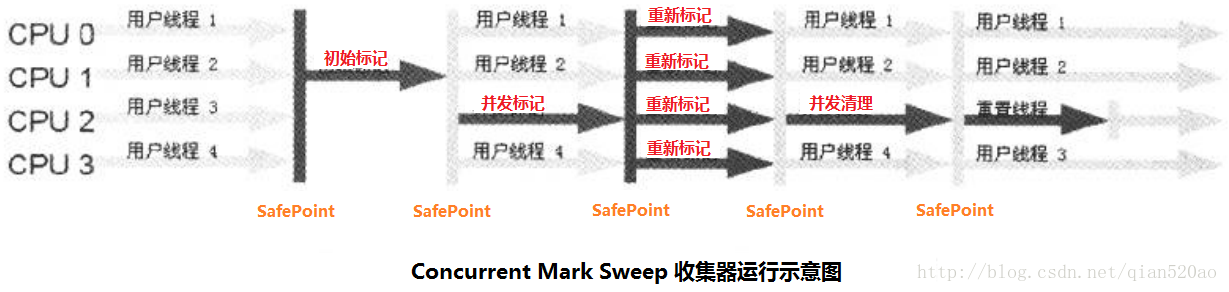 CPU 0 用户线程 1 用户线程 1 重新标记 用户线程 1 用户线程 1
初始标记
CPU 1 用户线程 2 用户线程 2 重新标记 用户线程 2 用户线程 2
CPU 2 用户线程 3 并发标记 重新标记 并发清理 重置线程
CPU 3 用户线程 4 用户线程 4 重新标记 用户线程 4 用户线程 3
SafePoint SafePoint SafePoint SafePoint SafePoint
Concurrent Mark Sweep 收集器运行示意图
http://blog.csdn.net/qian520ao